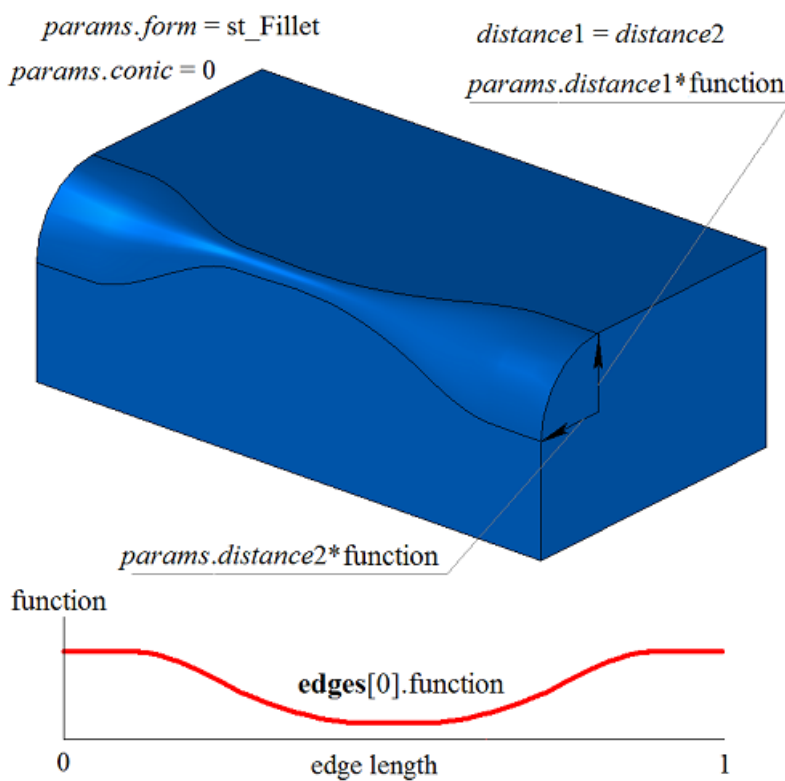 params.form = st_Fillet
distance1 = distance2
params.conic = 0
params.distance1*function
params.distance2*function
function
edges[0].function
0
edge length
1